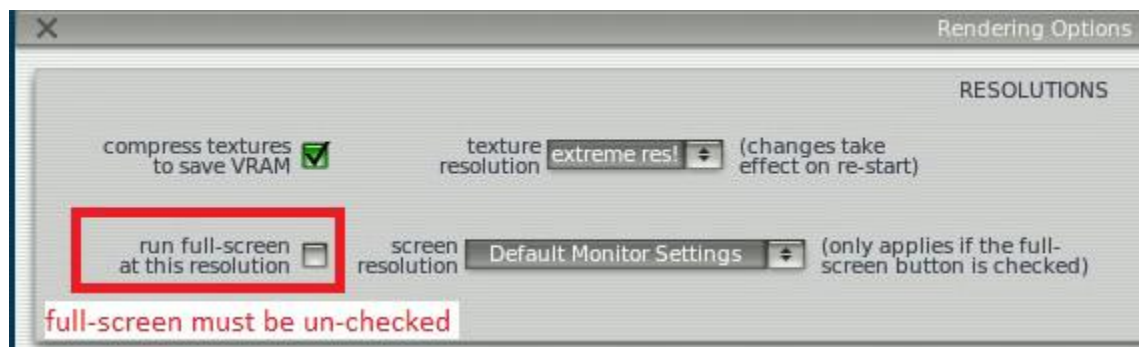 Rendering Options
RESOLUTIONS
compress textures
to save VRAM
texture
resolution
extreme res!
(changes take
effect on re-start)
run full-screen
at this resolution
screen
resolution
Default Monitor Settings
(only applies if the full-
screen button is checked)
full-screen must be un-checked